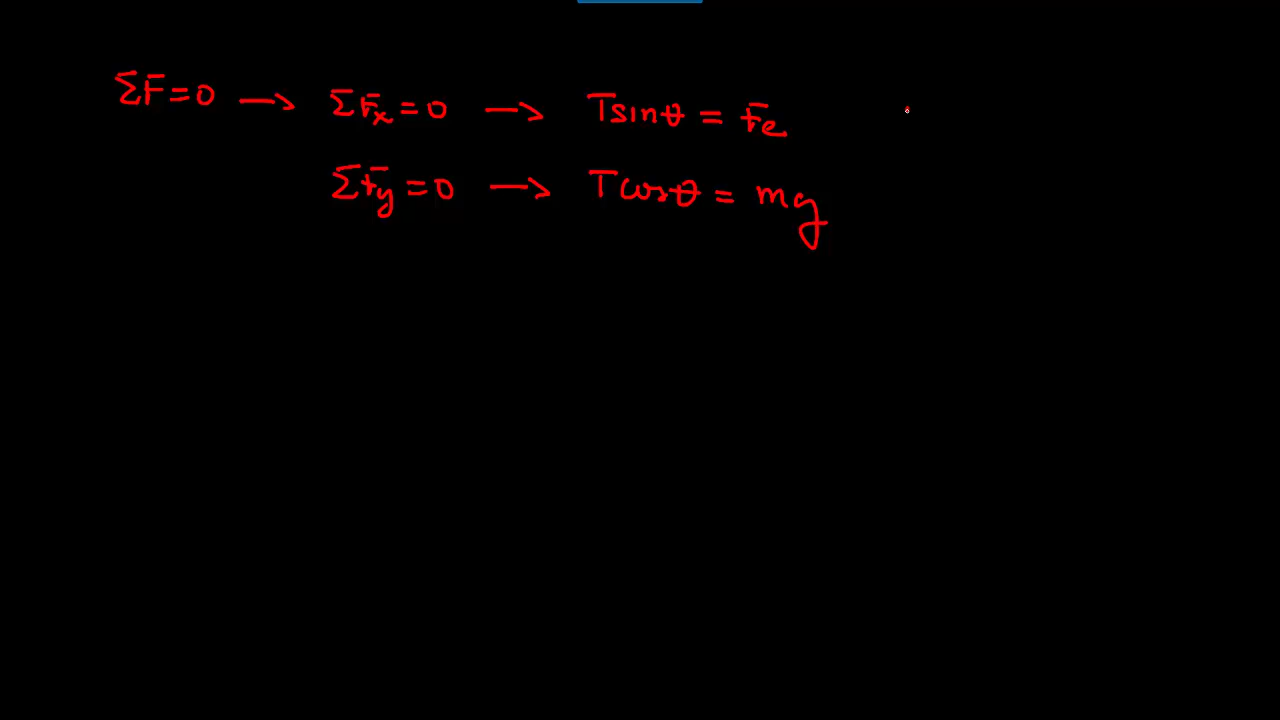 ΣF=0 → ΣFx=0 → Tsinθ = Fe
ΣFy=0 → Tcosθ = mg